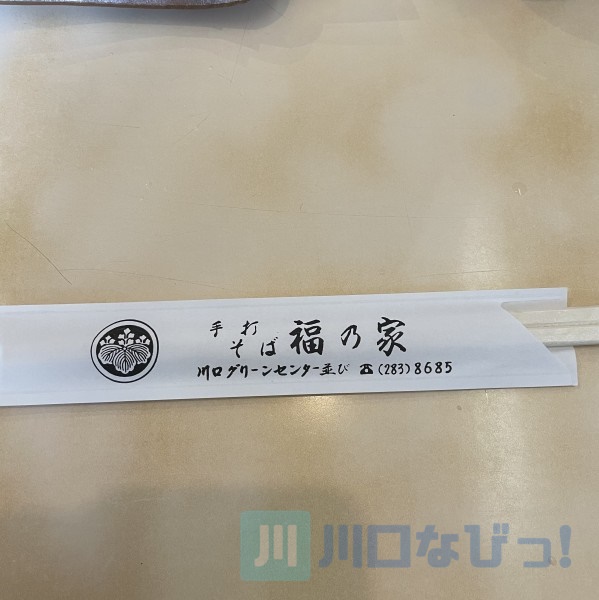 手打
そば 福乃家
川口グリーンセンター並び ☎(283)8685
川 川口なびっ!